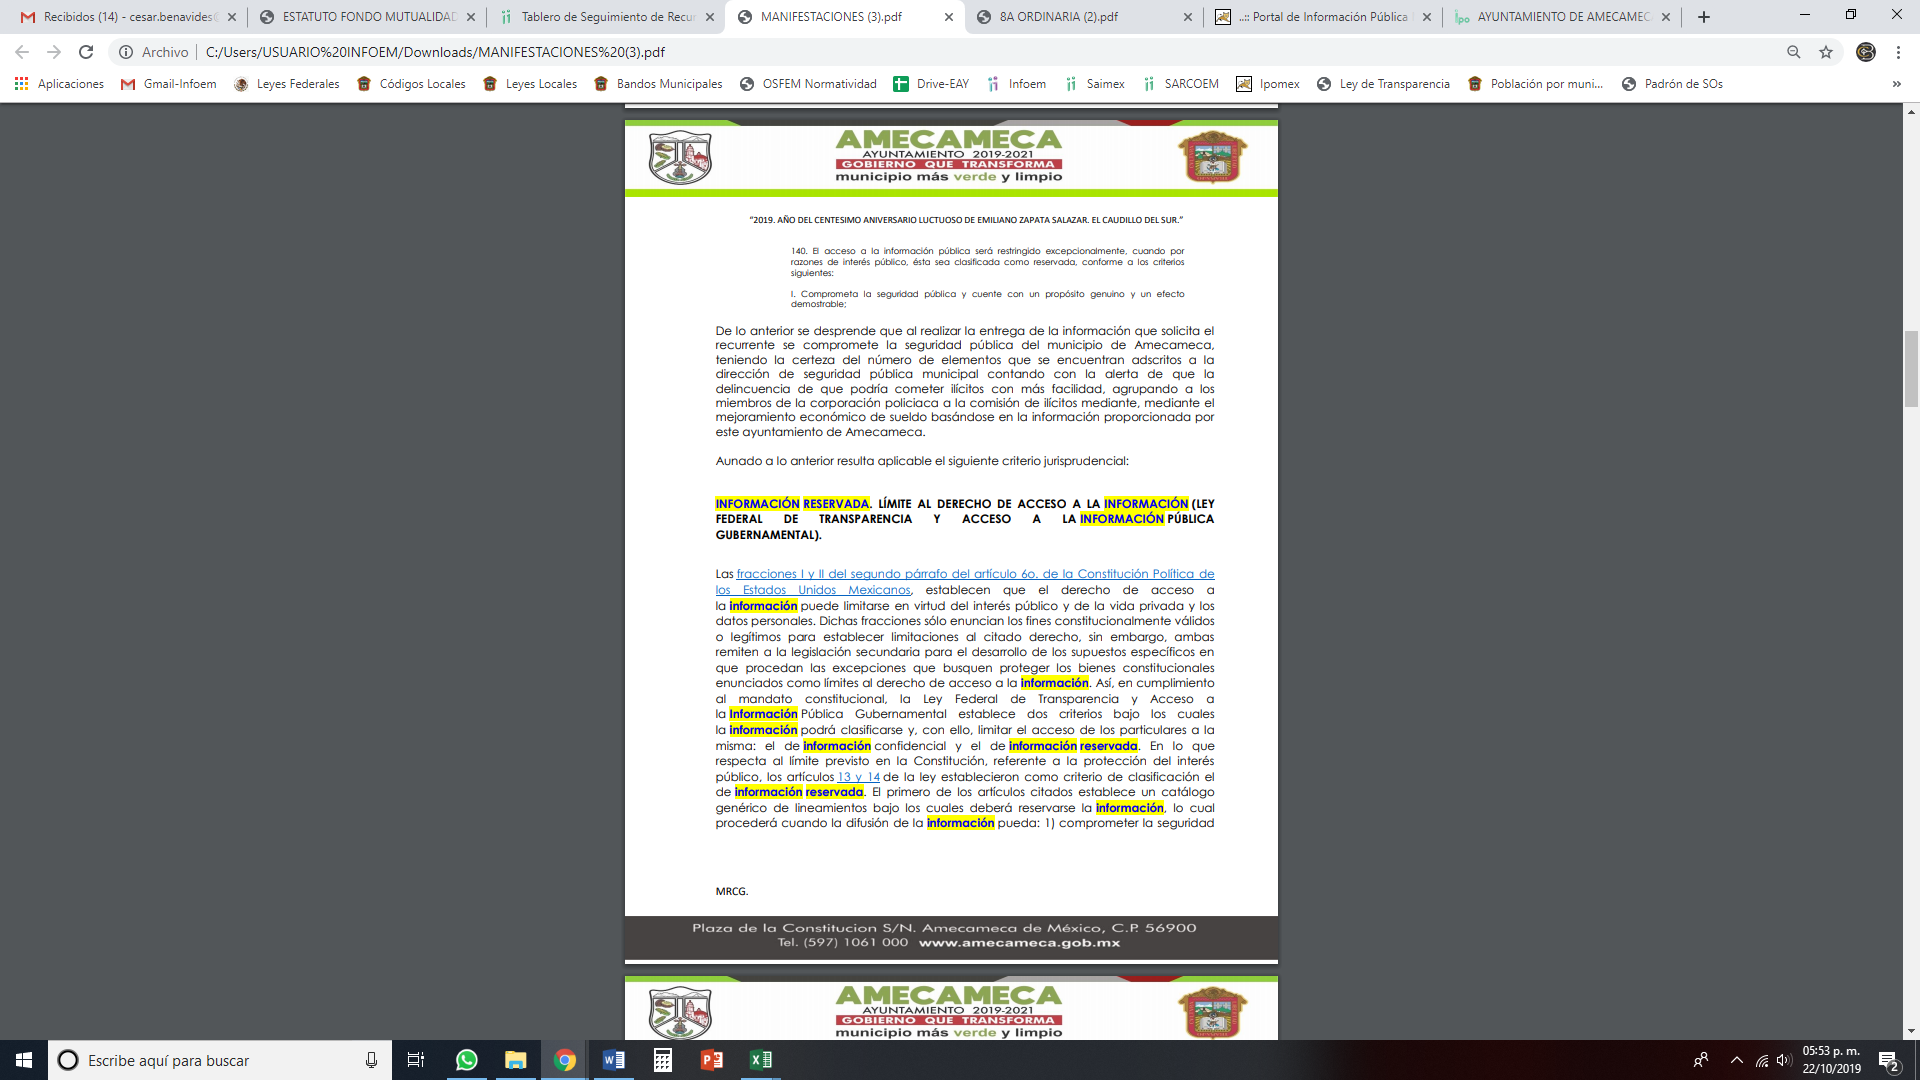 Recibidos (14) - cesar.benavides
ESTATUTO FONDO MUTUALIDAD
Tablero de Seguimiento de Recur
MANIFESTACIONES (3).pdf
8A ORDINARIA (2).pdf
..:: Portal de Información Pública
AYUNTAMIENTO DE AMECAMEC
Archivo
C:/Users/USUARIO%20INFOEM/Downloads/MANIFESTACIONES%20(3).pdf
Aplicaciones
Gmail-Infoem
Leyes Federales
Códigos Locales
Leyes Locales
Bandos Municipales
OSFEM Normatividad
Drive-EAY
Infoem
Saimex
SARCOEM
Ipomex
Ley de Transparencia
Población por muni...
Padrón de SOs
»
AMECAMECA
AYUNTAMIENTO 2019-2021
GOBIERNO QUE TRANSFORMA
municipio más verde y limpio
"2019. AÑO DEL CENTESIMO ANIVERSARIO LUCTUOSO DE EMILIANO ZAPATA SALAZAR. EL CAUDILLO DEL SUR."
140. El acceso a la información pública será restringido excepcionalmente, cuando por
razones de interés público, ésta sea clasificada como reservada, conforme a los criterios
siguientes:
I. Comprometa la seguridad pública y cuente con un propósito genuino y un efecto
demostrable;
De lo anterior se desprende que al realizar la entrega de la información que solicita el
recurrente se compromete la seguridad pública del municipio de Amecameca,
teniendo la certeza del número de elementos que se encuentran adscritos a la
dirección de seguridad pública municipal contando con la alerta de que la
delincuencia de que podría cometer ilícitos con más facilidad, agrupando a los
miembros de la corporación policiaca a la comisión de ilícitos mediante, mediante el
mejoramiento económico de sueldo basándose en la información proporcionada por
este ayuntamiento de Amecameca.
Aunado a lo anterior resulta aplicable el siguiente criterio jurisprudencial:
INFORMACIÓN RESERVADA. LÍMITE AL DERECHO DE ACCESO A LA INFORMACIÓN (LEY
FEDERAL DE TRANSPARENCIA Y ACCESO A LA INFORMACIÓN PÚBLICA
GUBERNAMENTAL).
Las fracciones I y II del segundo párrafo del artículo 6o. de la Constitución Política de
los Estados Unidos Mexicanos, establecen que el derecho de acceso a
la información puede limitarse en virtud del interés público y de la vida privada y los
datos personales. Dichas fracciones sólo enuncian los fines constitucionalmente válidos
o legítimos para establecer limitaciones al citado derecho, sin embargo, ambas
remiten a la legislación secundaria para el desarrollo de los supuestos específicos en
que procedan las excepciones que busquen proteger los bienes constitucionales
enunciados como límites al derecho de acceso a la información. Así, en cumplimiento
al mandato constitucional, la Ley Federal de Transparencia y Acceso a
la Información Pública Gubernamental establece dos criterios bajo los cuales
la información podrá clasificarse y, con ello, limitar el acceso de los particulares a la
misma: el de información confidencial y el de información reservada. En lo que
respecta al límite previsto en la Constitución, referente a la protección del interés
público, los artículos 13 y 14 de la ley establecieron como criterio de clasificación el
de información reservada. El primero de los artículos citados establece un catálogo
genérico de lineamientos bajo los cuales deberá reservarse la información, lo cual
procederá cuando la difusión de la información pueda: 1) comprometer la seguridad
MRCG.
Plaza de la Constitucion S/N. Amecameca de México, C.P. 56900
Tel. (597) 1061 000 www.amecameca.gob.mx
AMECAMECA
AYUNTAMIENTO 2019-2021
GOBIERNO QUE TRANSFORMA
municipio más verde y limpio
Escribe aquí para buscar
05:53 p. m.
22/10/2019
2